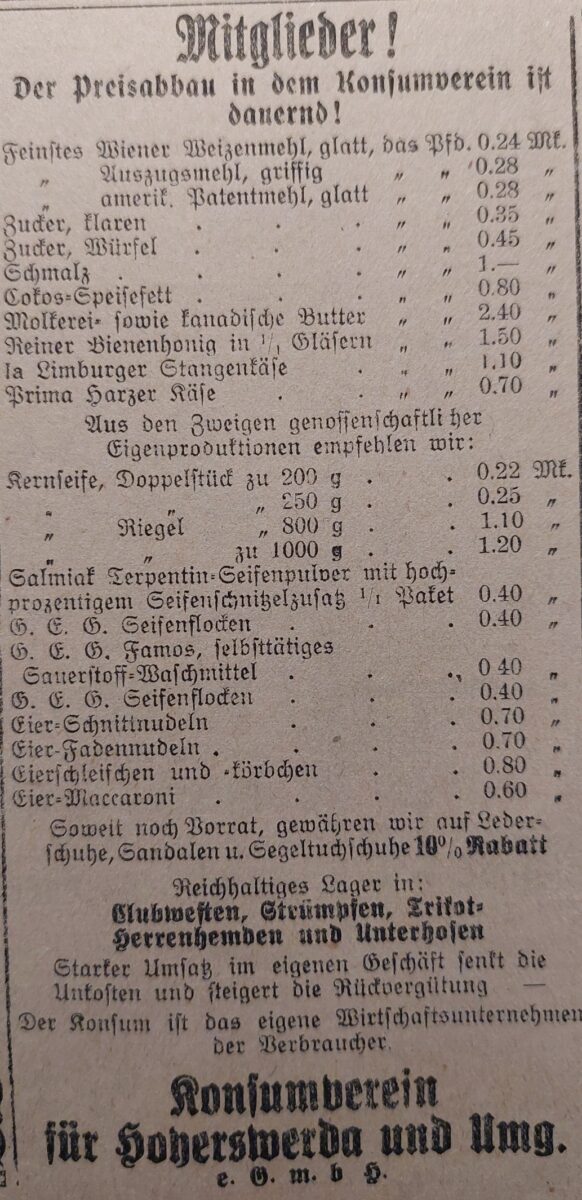 Mitglieder!
Der Preisabbau in dem Konsumverein ist
dauernd!
Feinstes Wiener Weizenmehl, glatt, das Pfd. 0.24 Mk.
„ Auszugsmehl, griffig „ „ 0.28 „
„ amerik. Patentmehl, glatt „ „ 0.28 „
Zucker, klaren . . . „ „ 0.35 „
Zucker, Würfel . . . „ „ 0.45 „
Schmalz . . . . „ „ 1.— „
Cokos-Speisefett . . . „ „ 0.80 „
Molkerei- sowie kanadische Butter „ „ 2.40 „
Reiner Bienenhonig in 1/1 Gläsern „ „ 1.50 „
Ia Limburger Stangenkäse . „ „ 1.10 „
Prima Harzer Käse . . „ „ 0.70 „
Aus den Zweigen genossenschaftli her
Eigenproduktionen empfehlen wir:
Kernseife, Doppelstück zu 200 g . . 0.22 Mk.
„ „ „ 250 g . . 0.25 „
„ Riegel „ 800 g . . 1.10 „
„ „ zu 1000 g . . 1.20 „
Salmiak Terpentin-Seifenpulver mit hoch-
prozentigem Seifenschnitzelzusatz 1/1 Paket 0.40 „
G. E. G. Seifenflocken . . . 0.40 „
G. E. G. Famos, selbsttätiges
Sauerstoff-Waschmittel . . ., 0 40 „
G. E. G. Seifenflocken . . . 0.40 „
Eier-Schnittnudeln . . . 0.70 „
Eier-Fadennudeln . . . . 0.70 „
Eierschleifchen und -körbchen . . 0.80 „
Eier-Maccaroni . . . . 0.60 „
Soweit noch Vorrat, gewähren wir auf Leder-
schuhe, Sandalen u. Segeltuchschuhe 10% Rabatt
Reichhaltiges Lager in:
Clubwesten, Strümpfen, Trikot-
Herrenhemden und Unterhosen
Starker Umsatz im eigenen Geschäft senkt die
Unkosten und steigert die Rückvergütung —
Der Konsum ist das eigene Wirtschaftsunternehmen
der Verbraucher.
Konsumverein
für Hoyerswerda und Umg.
e. G. m. b H.